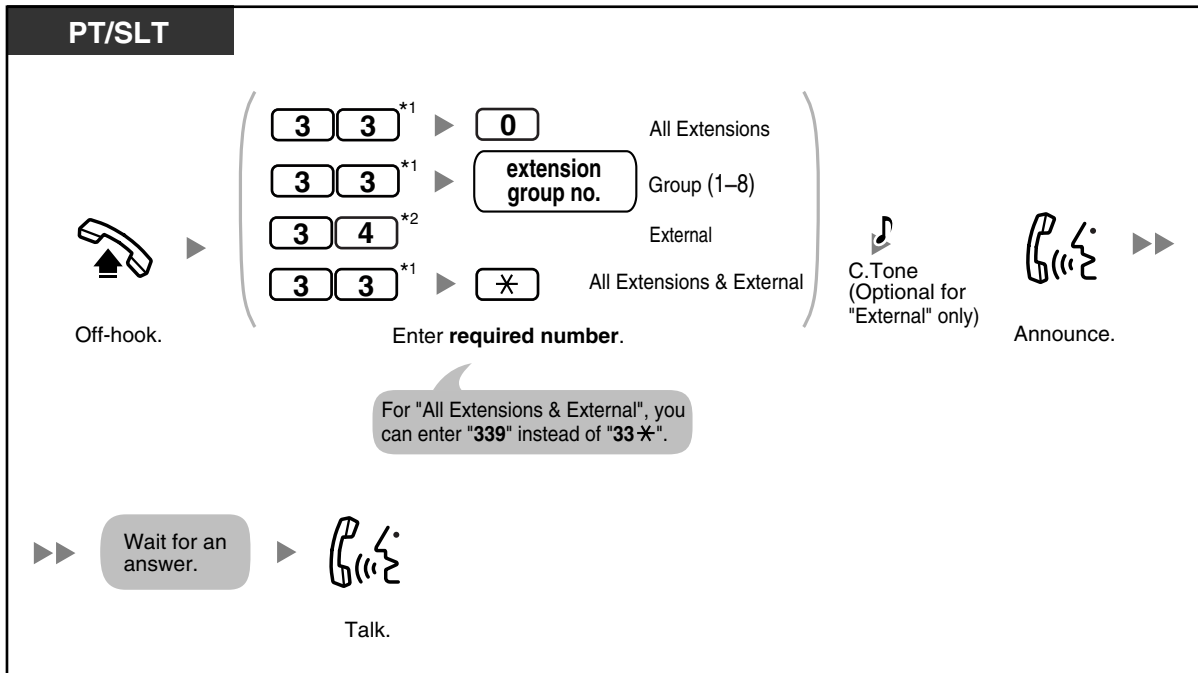 PT/SLT
3 3 *1 0 All Extensions
3 3 *1 extension group no. Group (1–8)
3 4 *2 External
3 3 *1 ✳ All Extensions & External
Off-hook.
Enter required number.
C.Tone
(Optional for
"External" only)
Announce.
For "All Extensions & External", you
can enter "339" instead of "33✳".
Wait for an
answer.
Talk.